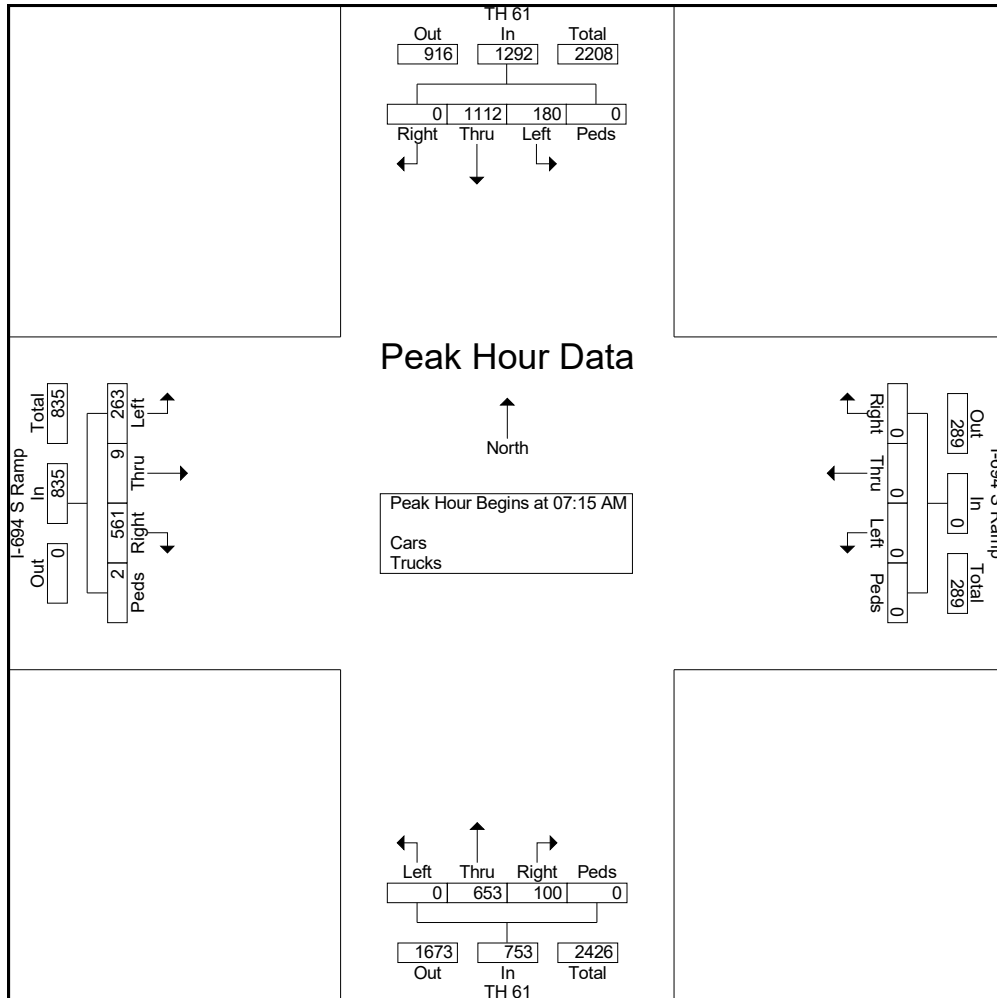 TH 61
Out In Total
916 1292 2208
0 1112 180 0
Right Thru Left Peds
Peak Hour Data
North
Peak Hour Begins at 07:15 AM
Cars
Trucks
I-694 S Ramp
Total In Out
835 835 0
263 9 561 2
Left Thru Right Peds
I-694 S Ramp
Out In Total
289 0 289
0 0 0 0
Right Thru Left Peds
Left Thru Right Peds
0 653 100 0
1673 753 2426
Out In Total
TH 61